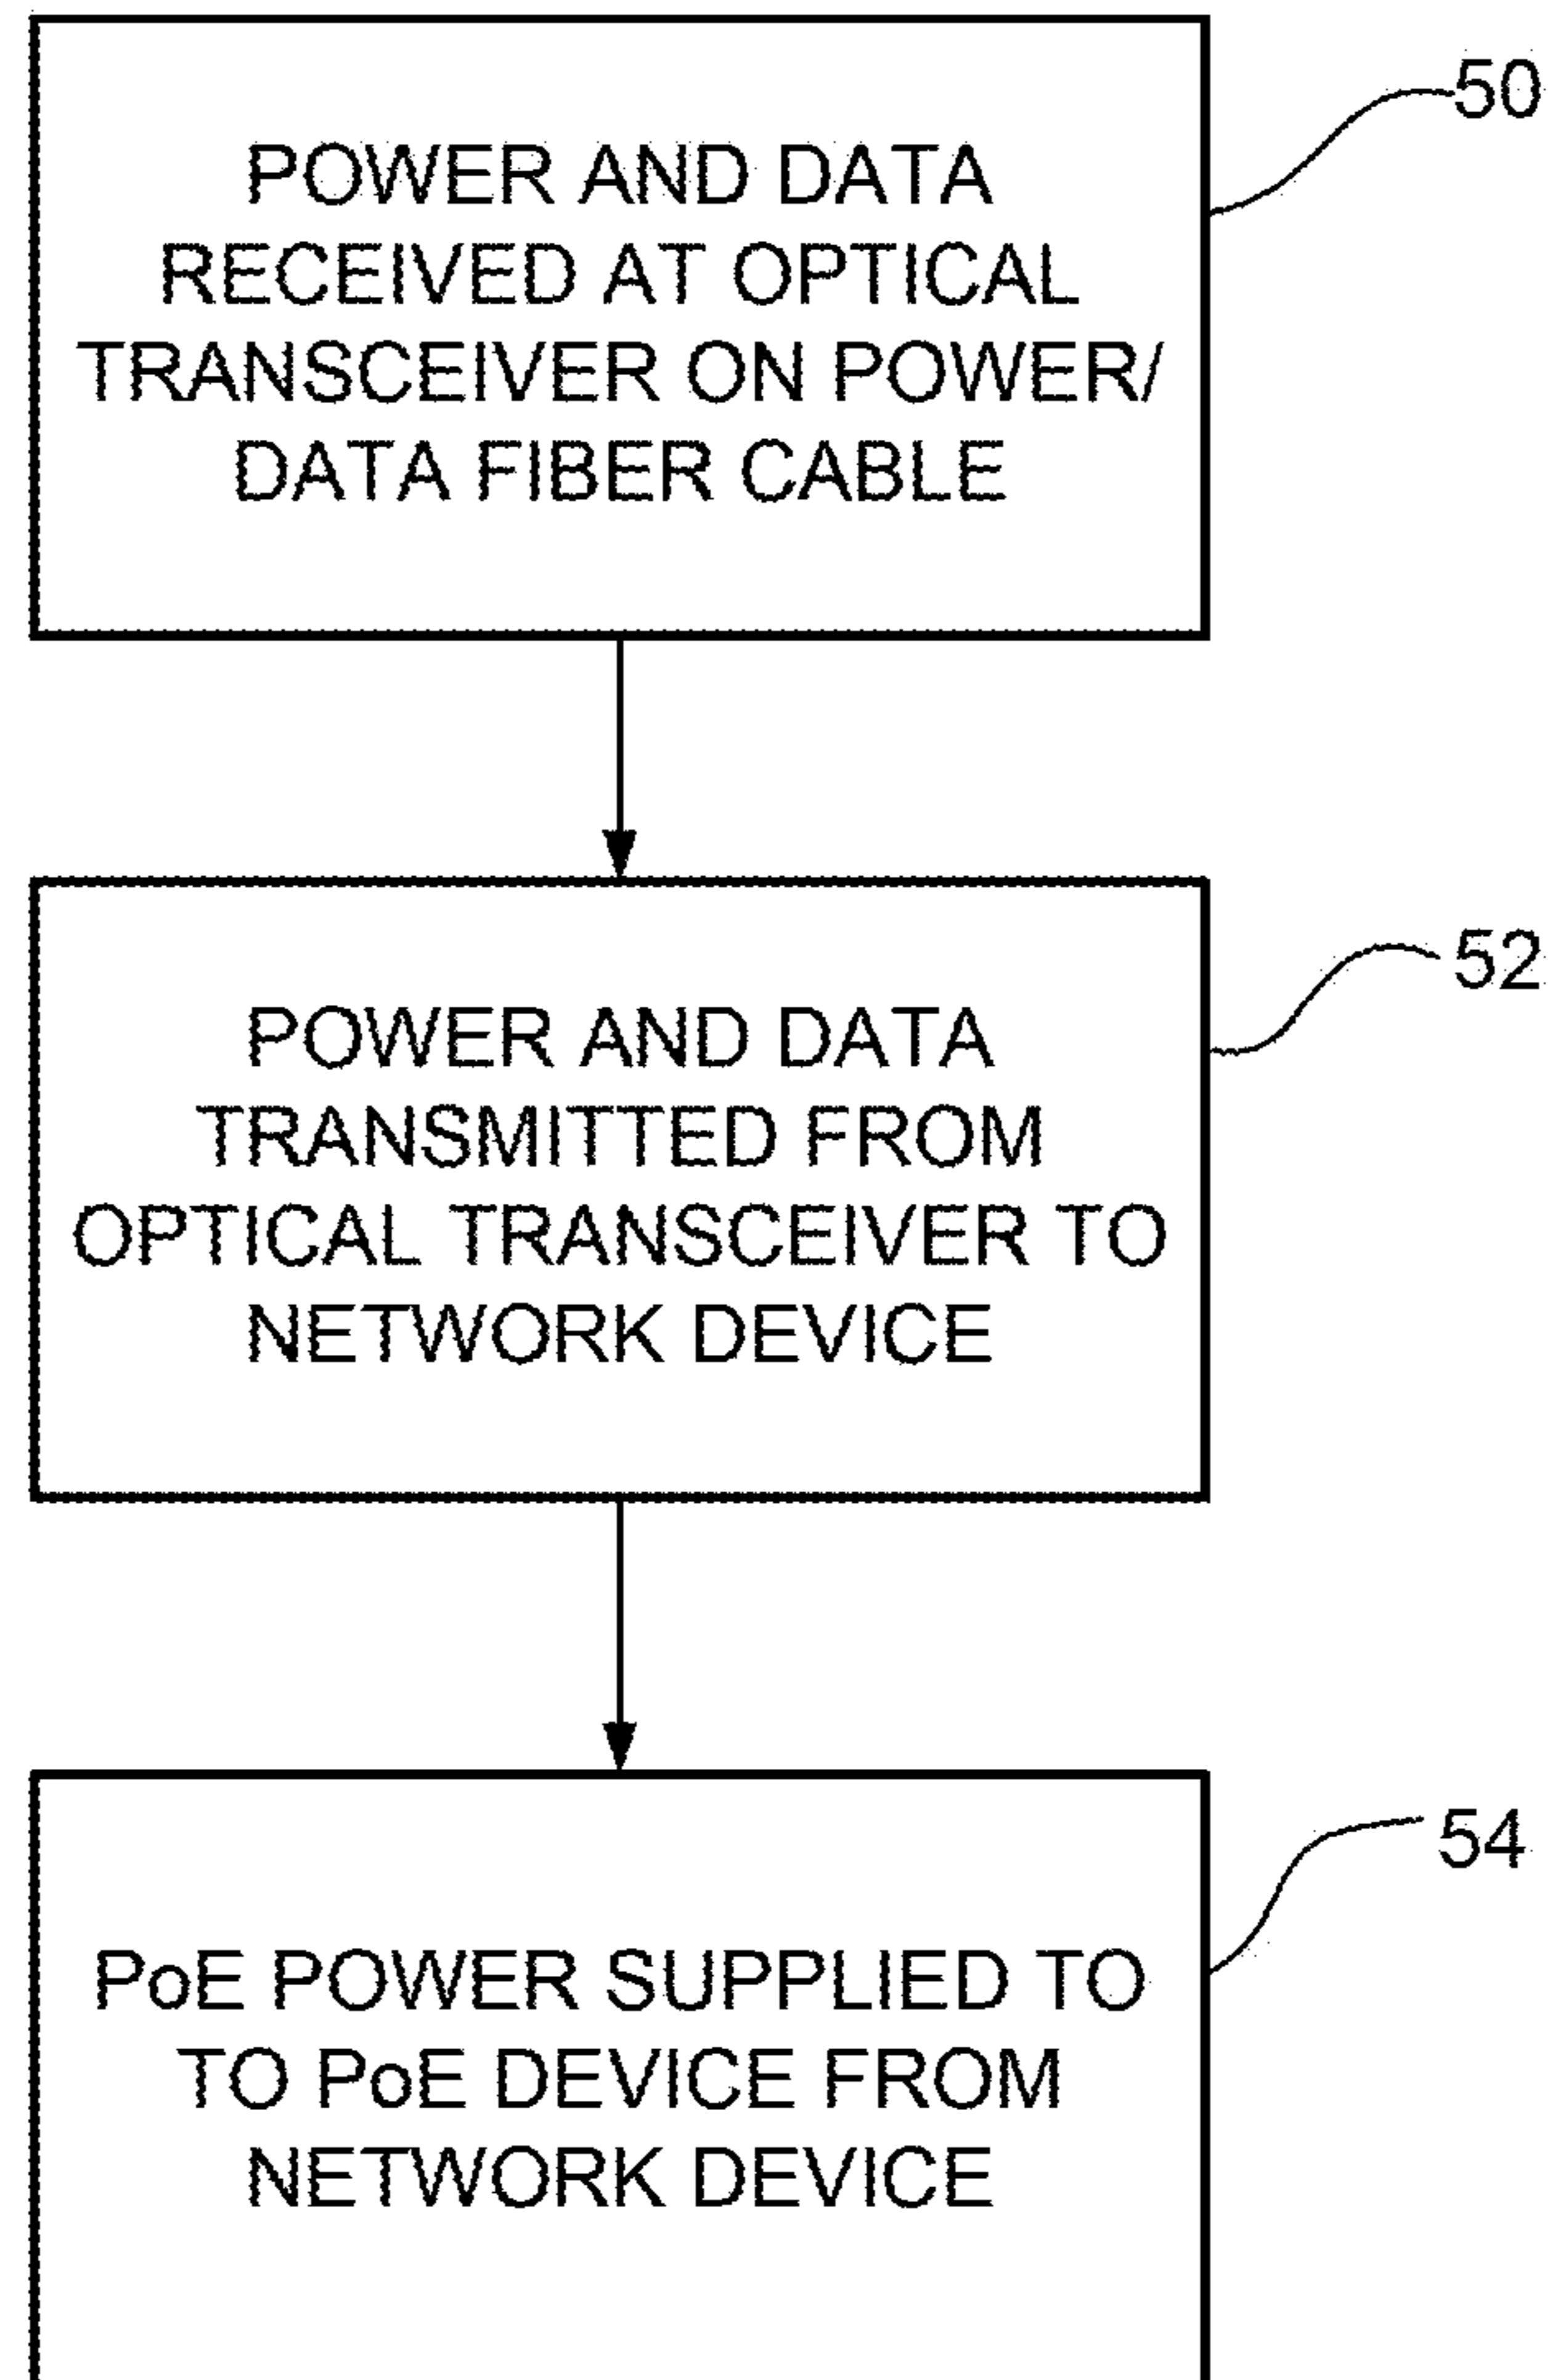 50
POWER AND DATA
RECEIVED AT OPTICAL
TRANSCEIVER ON POWER/
DATA FIBER CABLE
52
POWER AND DATA
TRANSMITTED FROM
OPTICAL TRANSCEIVER TO
NETWORK DEVICE
54
PoE POWER SUPPLIED TO
TO PoE DEVICE FROM
NETWORK DEVICE